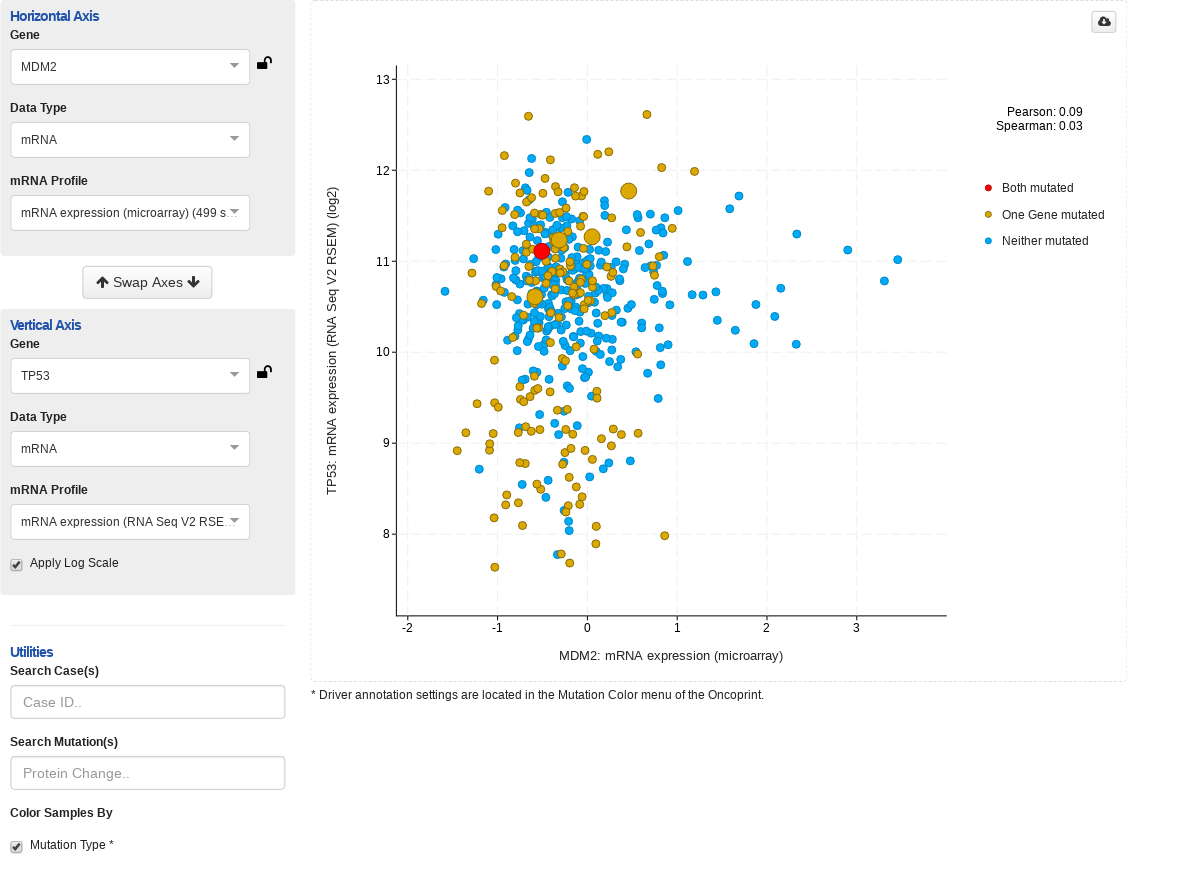 Horizontal Axis
Gene
MDM2
Data Type
mRNA
mRNA Profile
mRNA expression (microarray) (499 s...
Swap Axes
Vertical Axis
Gene
TP53
Data Type
mRNA
mRNA Profile
mRNA expression (RNA Seq V2 RSE...
Apply Log Scale
Utilities
Search Case(s)
Case ID..
Search Mutation(s)
Protein Change..
Color Samples By
Mutation Type *
TP53: mRNA expression (RNA Seq V2 RSEM) (log2)
13
12
11
10
9
8
-2 -1 0 1 2 3
MDM2: mRNA expression (microarray)
Pearson: 0.09
Spearman: 0.03
Both mutated
One Gene mutated
Neither mutated
* Driver annotation settings are located in the Mutation Color menu of the Oncoprint.